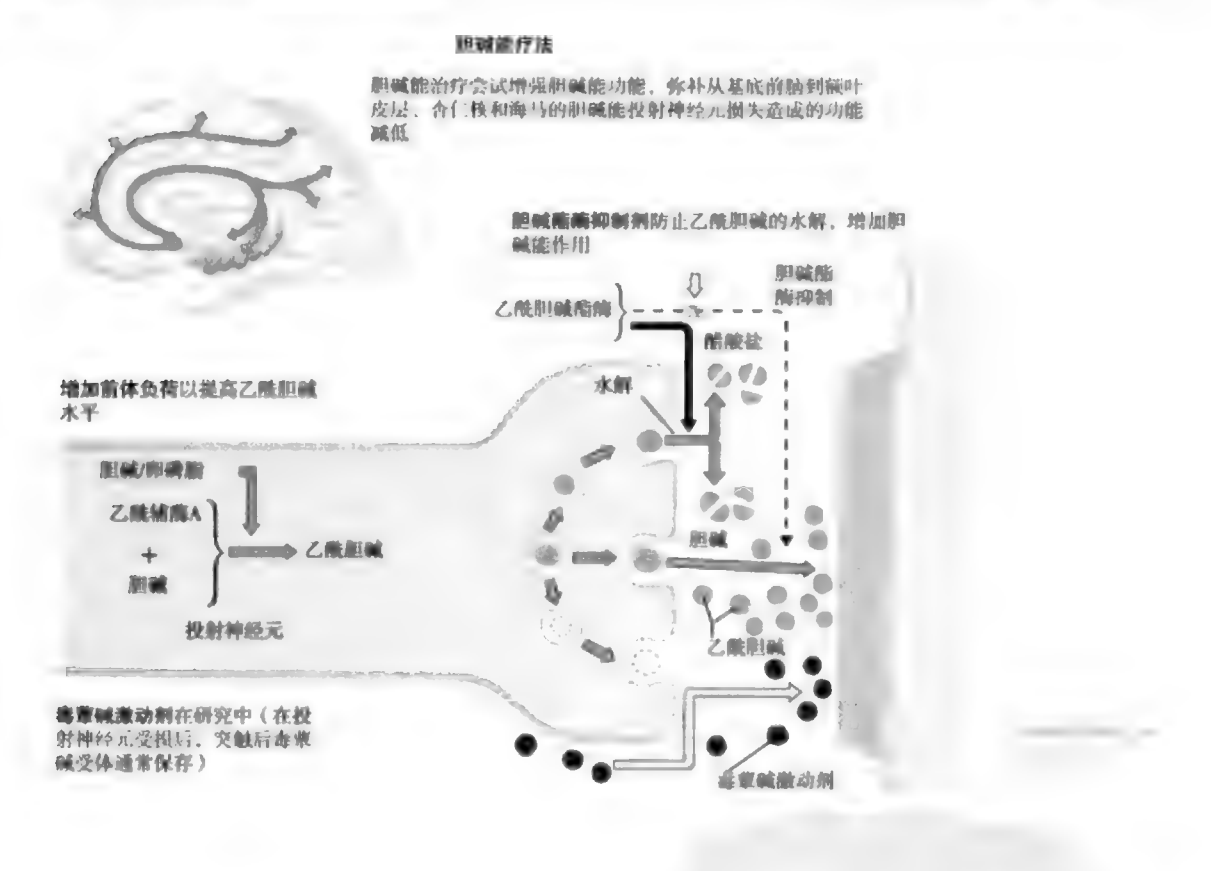 胆碱能疗法
胆碱能治疗尝试增强胆碱能功能，弥补从基底前脑到额叶
皮层、杏仁核和海马的胆碱能投射神经元损失造成的功能
减低
胆碱酯酶抑制剂防止乙酰胆碱的水解，增加胆
碱能作用
胆碱酯
酶抑制
乙酰胆碱酯酶
醋酸盐
水解
增加前体负荷以提高乙酰胆碱
水平
胆碱/卵磷脂
乙酰辅酶A
+
胆碱
乙酰胆碱
投射神经元
胆碱
乙酰胆碱
毒蕈碱激动剂在研究中（在投
射神经元受损后，突触后毒蕈
碱受体通常保存）
毒蕈碱激动剂